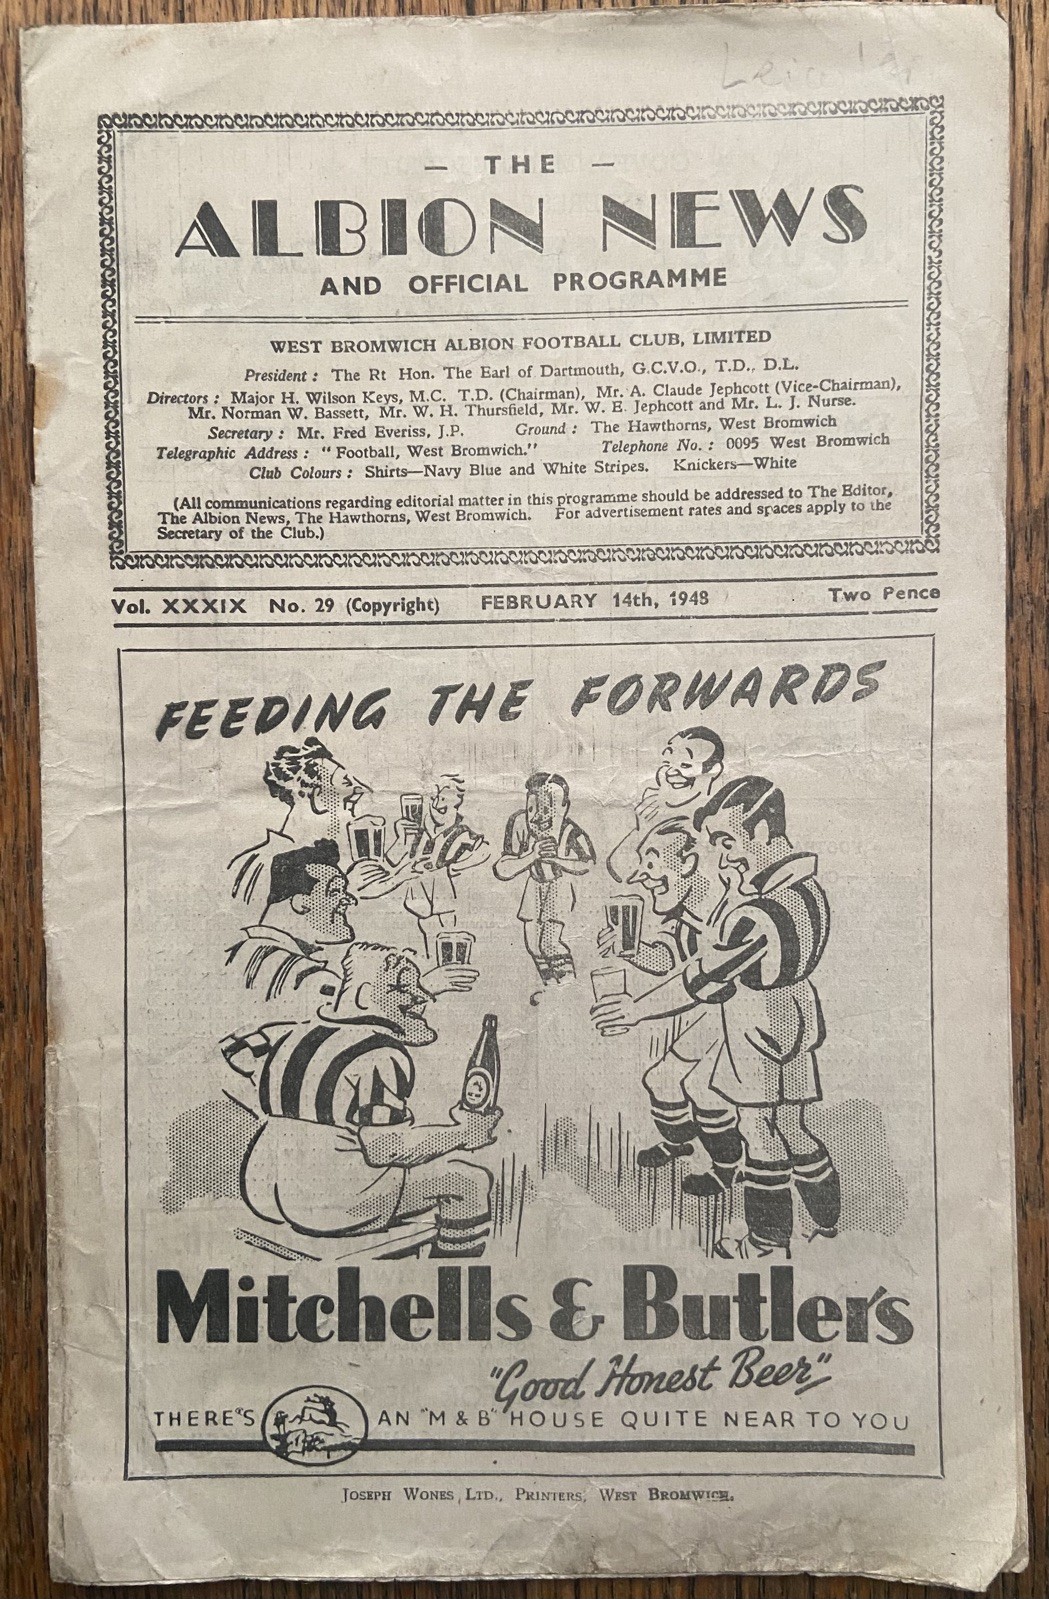 Leicester
— THE —
ALBION NEWS
AND OFFICIAL PROGRAMME
WEST BROMWICH ALBION FOOTBALL CLUB, LIMITED
President : The Rt Hon. The Earl of Dartmouth, G.C.V.O., T.D., D.L.
Directors : Major H. Wilson Keys, M.C. T.D. (Chairman), Mr. A. Claude Jephcott (Vice-Chairman),
Mr. Norman W. Bassett, Mr. W. H. Thursfield, Mr. W. E. Jephcott and Mr. L. J. Nurse.
Secretary : Mr. Fred Everiss, J.P. Ground : The Hawthorns, West Bromwich
Telegraphic Address : "Football, West Bromwich." Telephone No. : 0095 West Bromwich
Club Colours : Shirts—Navy Blue and White Stripes. Knickers—White
(All communications regarding editorial matter in this programme should be addressed to The Editor,
The Albion News, The Hawthorns, West Bromwich. For advertisement rates and spaces apply to the
Secretary of the Club.)
Vol. XXXIX No. 29 (Copyright) FEBRUARY 14th, 1948 Two Pence
FEEDING THE FORWARDS
Mitchells & Butler's
"Good Honest Beer"
THERE'S AN "M & B" HOUSE QUITE NEAR TO YOU
JOSEPH WONES, LTD., PRINTERS, WEST BROMWICH.